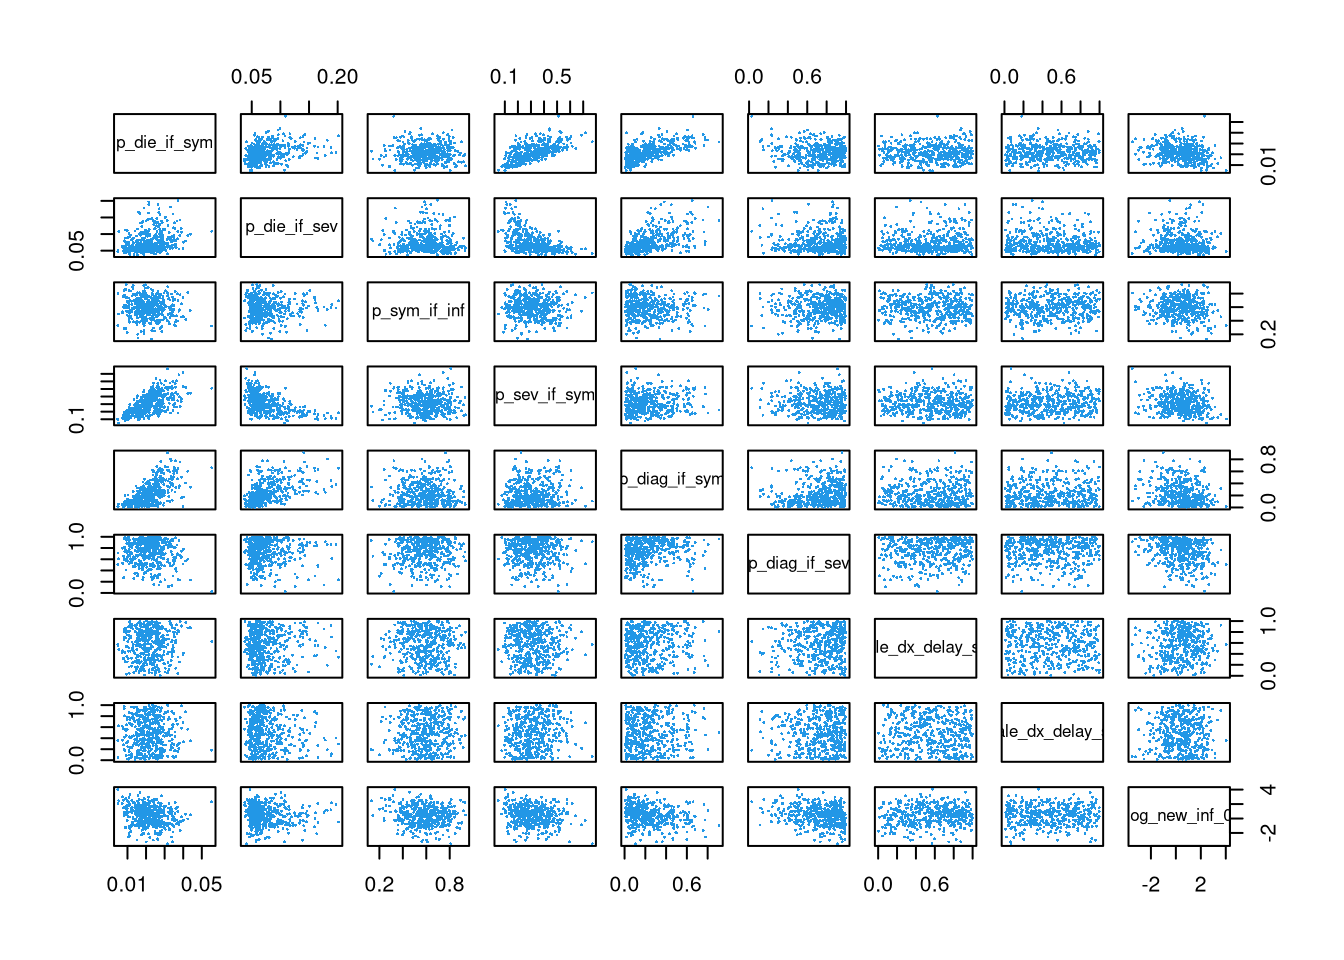 0.05 0.20 0.1 0.5 0.0 0.6 0.0 0.6
p_die_if_sym 0.01
0.05 p_die_if_sev
p_sym_if_inf 0.2
0.1 p_sev_if_sym
p_diag_if_sym 0.0 0.8
0.0 1.0 p_diag_if_sev
le_dx_delay_s 0.0 1.0
0.0 1.0 ale_dx_delay_
og_new_inf_0 -2 4
0.01 0.05 0.2 0.8 0.0 0.6 0.0 0.6 -2 2